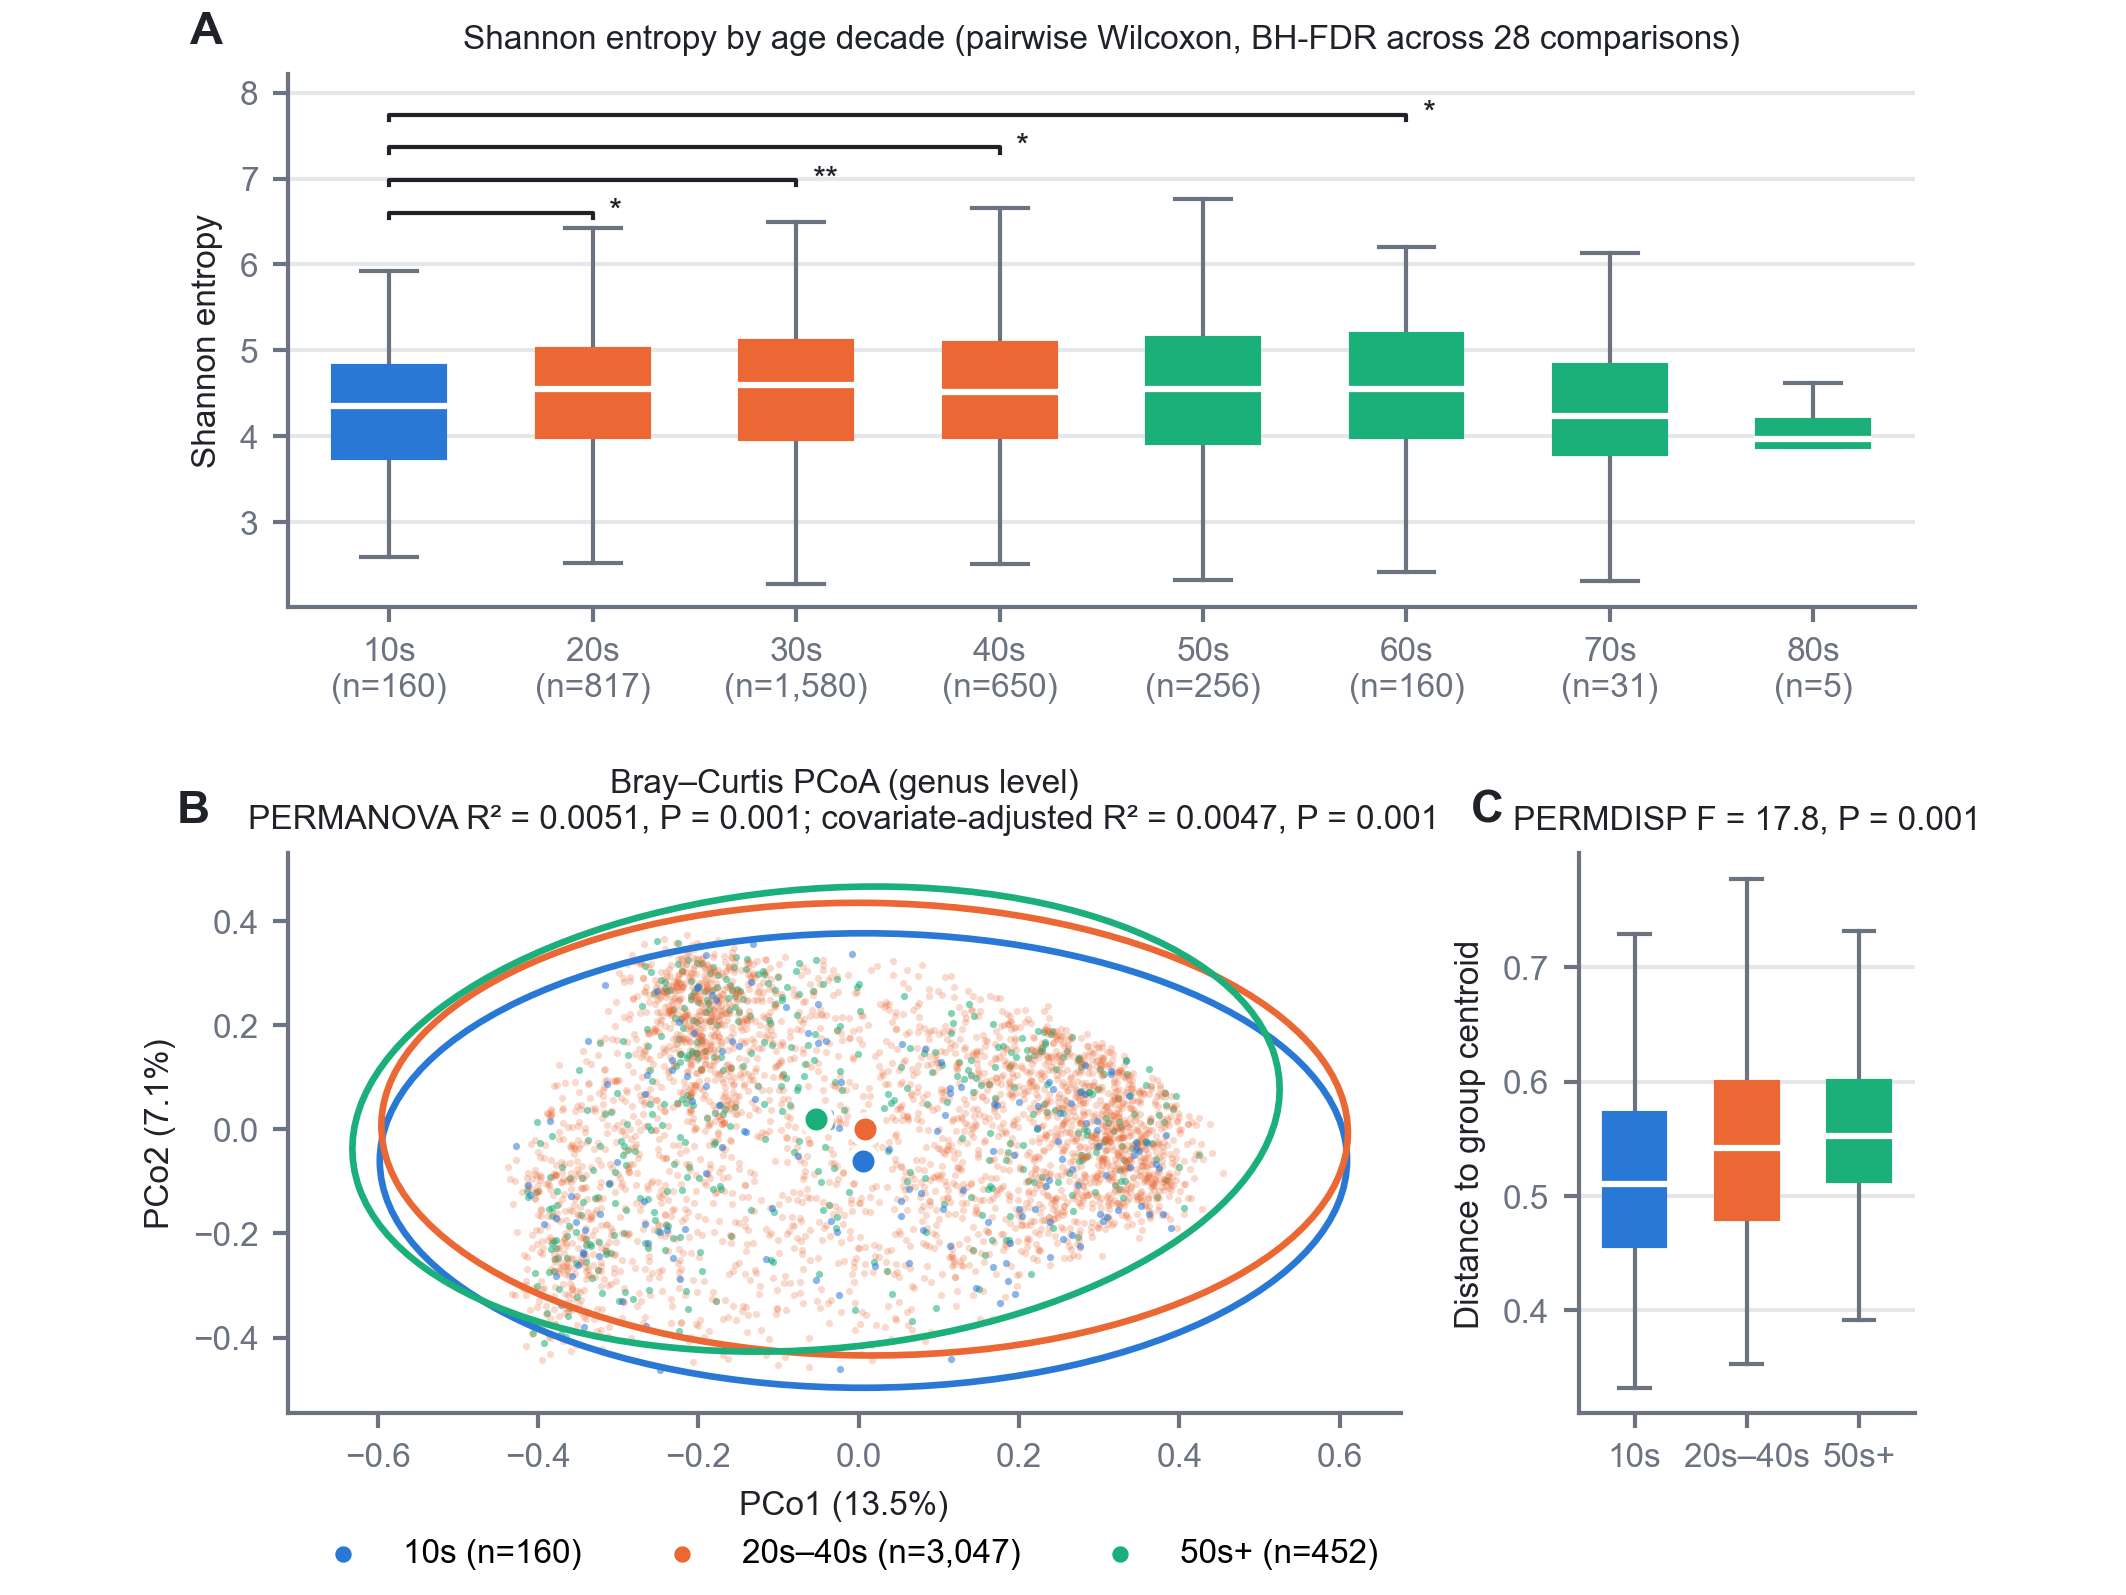 A
Shannon entropy by age decade (pairwise Wilcoxon, BH-FDR across 28 comparisons)
Shannon entropy
8
7
6
5
4
3
*
*
**
*
10s
(n=160)
20s
(n=817)
30s
(n=1,580)
40s
(n=650)
50s
(n=256)
60s
(n=160)
70s
(n=31)
80s
(n=5)
B
Bray–Curtis PCoA (genus level)
PERMANOVA R² = 0.0051, P = 0.001; covariate-adjusted R² = 0.0047, P = 0.001
PCo2 (7.1%)
0.4
0.2
0.0
−0.2
−0.4
−0.6 −0.4 −0.2 0.0 0.2 0.4 0.6
PCo1 (13.5%)
10s (n=160) 20s–40s (n=3,047) 50s+ (n=452)
C
PERMDISP F = 17.8, P = 0.001
Distance to group centroid
0.7
0.6
0.5
0.4
10s 20s–40s 50s+